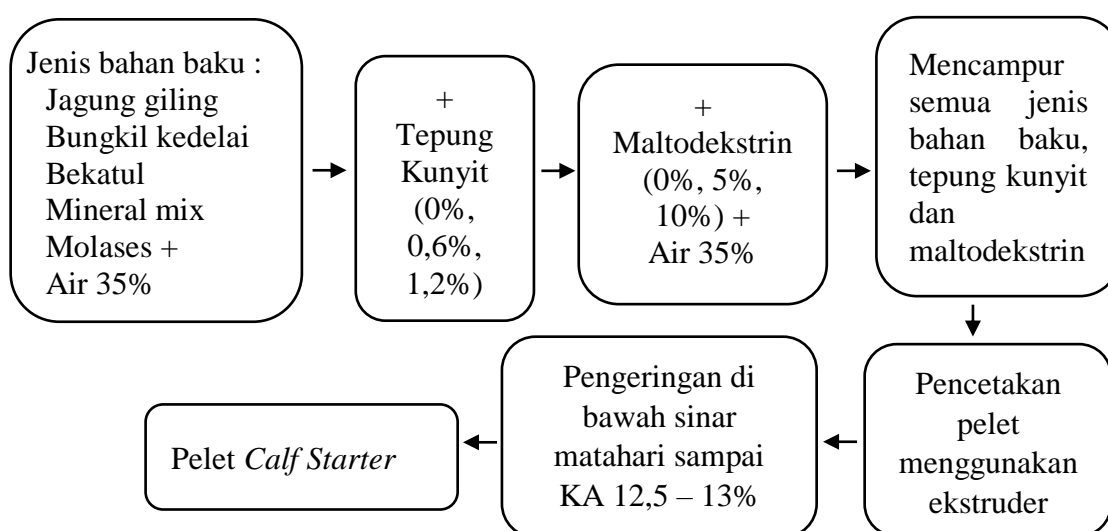 Jenis bahan baku :
Jagung giling
Bungkil kedelai
Bekatul
Mineral mix
Molases +
Air 35%
+
Tepung
Kunyit
(0%,
0,6%,
1,2%)
+
Maltodekstrin
(0%, 5%,
10%) +
Air 35%
Mencampur
semua jenis
bahan baku,
tepung kunyit
dan
maltodekstrin
Pencetakan
pelet
menggunakan
ekstruder
Pengeringan di
bawah sinar
matahari sampai
KA 12,5 – 13%
Pelet Calf Starter